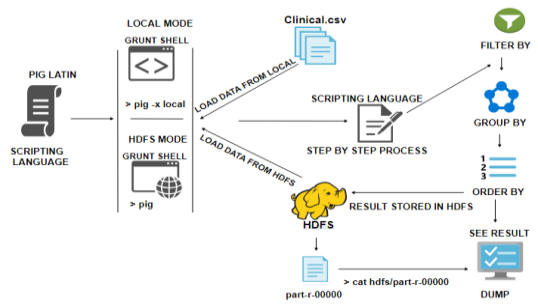 LOCAL MODE
GRUNT SHELL
> pig -x local
HDFS MODE
GRUNT SHELL
> pig
PIG LATIN
SCRIPTING
LANGUAGE
Clinical.csv
LOAD DATA FROM LOCAL
LOAD DATA FROM HDFS
SCRIPTING LANGUAGE
STEP BY STEP PROCESS
FILTER BY
GROUP BY
1
2
3
ORDER BY
RESULT STORED IN HDFS
HDFS
SEE RESULT
> cat hdfs/part-r-00000
part-r-00000
DUMP